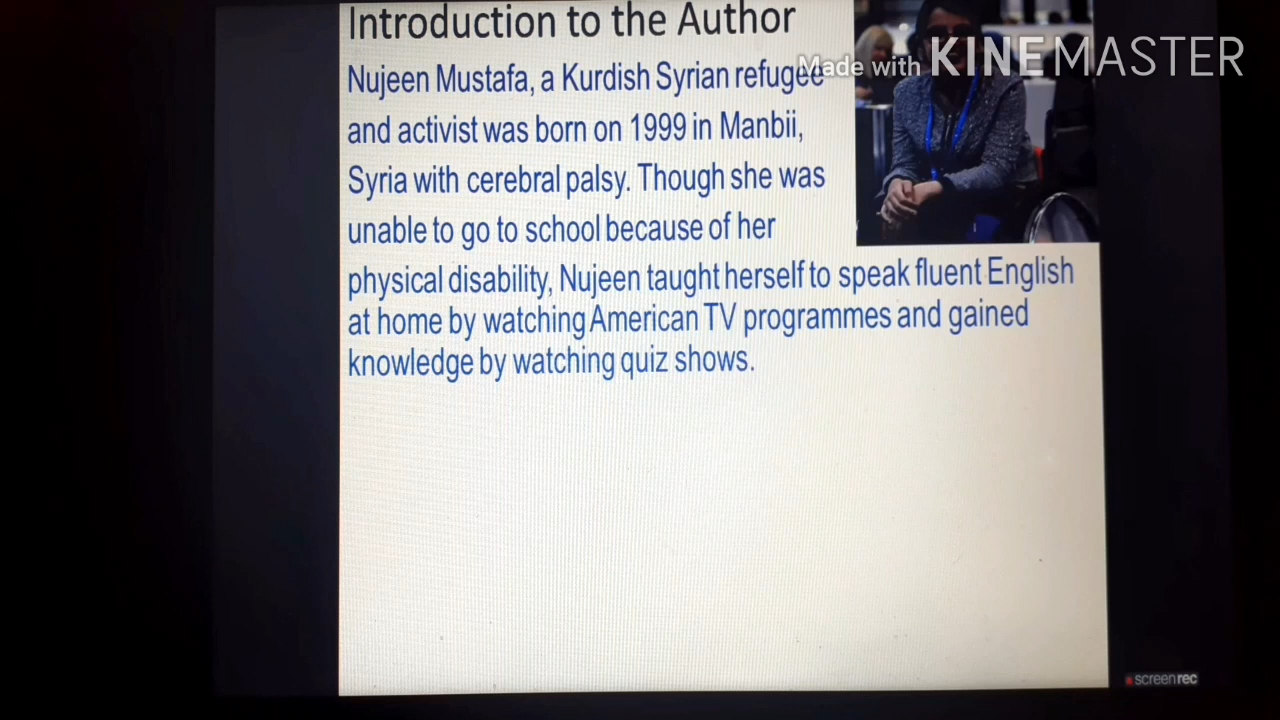 Introduction to the Author
Made with KINEMASTER
Nujeen Mustafa, a Kurdish Syrian refugee
and activist was born on 1999 in Manbii,
Syria with cerebral palsy. Though she was
unable to go to school because of her
physical disability, Nujeen taught herself to speak fluent English
at home by watching American TV programmes and gained
knowledge by watching quiz shows.
screenrec